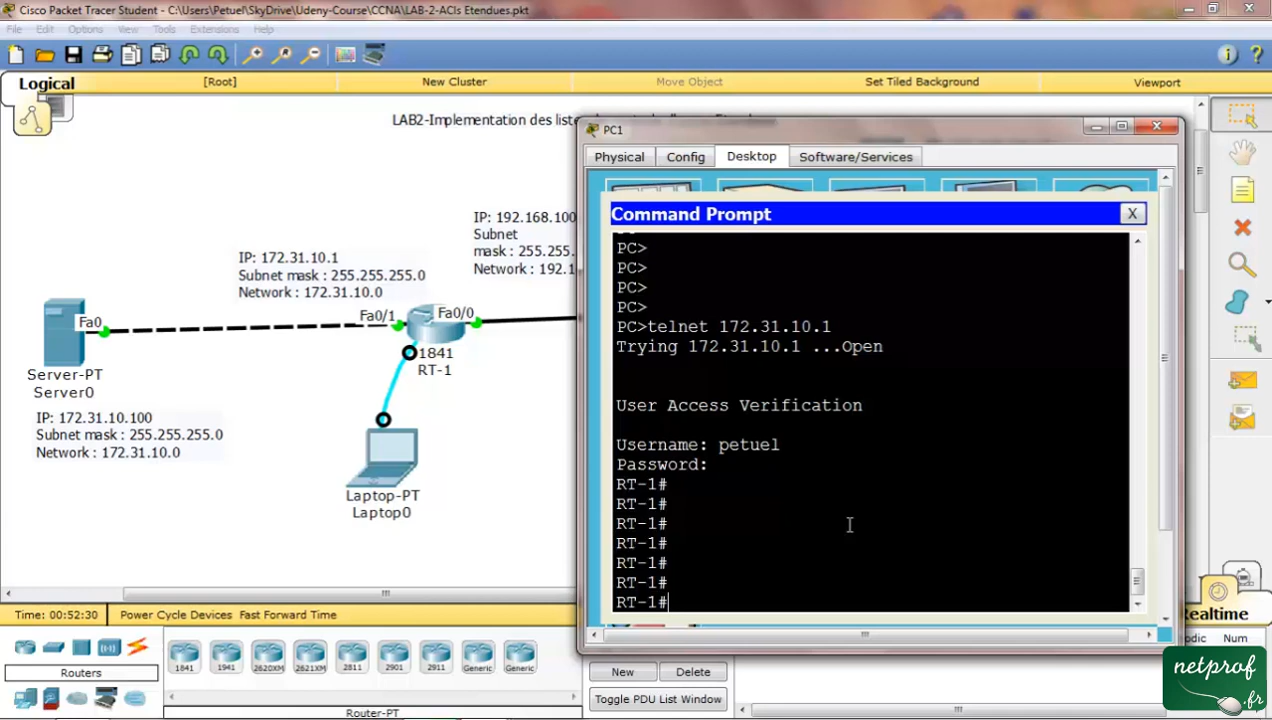 Cisco Packet Tracer Student - C:\Users\Petuel\SkyDrive\Udeny-Course\CCNA\LAB-2-ACIs Etendues.pkt
File Edit Options View Tools Extensions Help
Logical
[Root]
New Cluster
Move Object
Set Tiled Background
Viewport
LAB2-Implementation des
IP: 192.168.100
Subnet
mask : 255.255.
Network : 192.1
IP: 172.31.10.1
Subnet mask : 255.255.255.0
Network : 172.31.10.0
Fa0
Fa0/1
Fa0/0
1841
RT-1
Server-PT
Server0
IP: 172.31.10.100
Subnet mask : 255.255.255.0
Network : 172.31.10.0
Laptop-PT
Laptop0
PC1
Physical
Config
Desktop
Software/Services
Command Prompt
X
PC>
PC>
PC>
PC>
PC>telnet 172.31.10.1
Trying 172.31.10.1 ...Open
User Access Verification
Username: petuel
Password:
RT-1#
RT-1#
RT-1#
RT-1#
RT-1#
RT-1#
RT-1#
Time: 00:52:30
Power Cycle Devices Fast Forward Time
Realtime
Routers
1841
1941
2620XM
2621XM
2811
2901
2911
Generic
Generic
Router-PT
New
Delete
Toggle PDU List Window
odic
Num
netprof
.fr